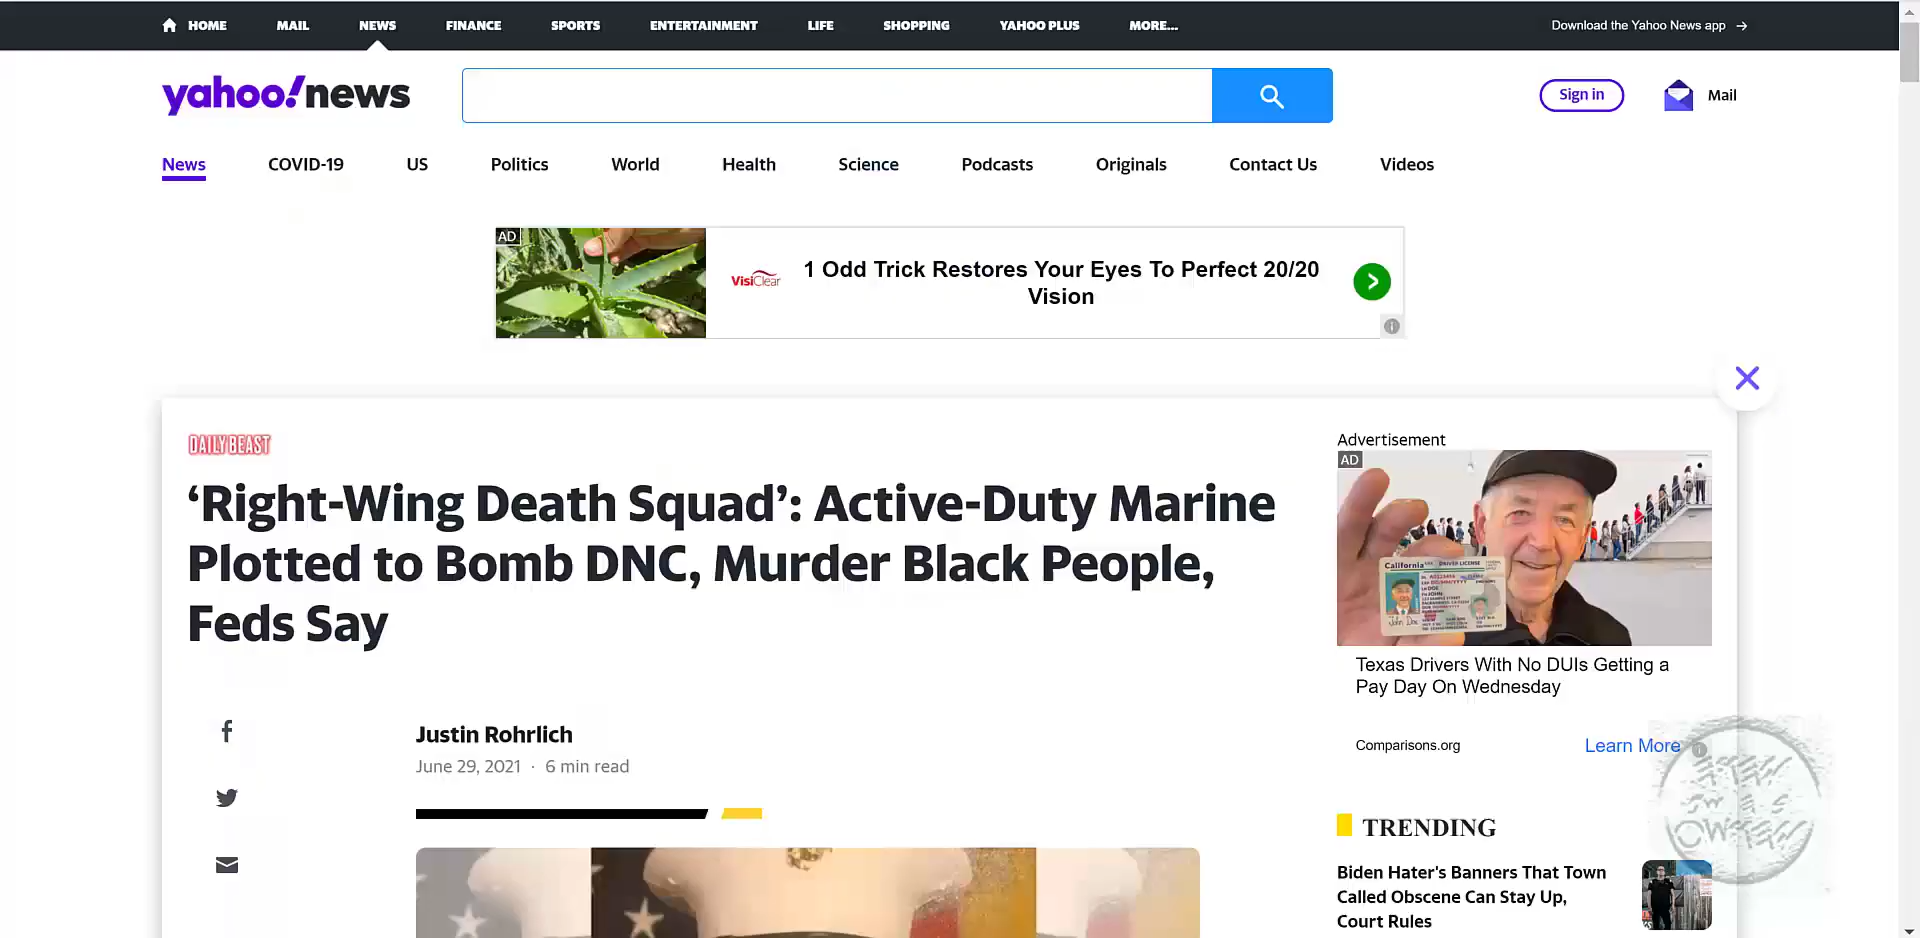 HOME MAIL NEWS FINANCE SPORTS ENTERTAINMENT LIFE SHOPPING YAHOO PLUS MORE... Download the Yahoo News app →
yahoo!news
Sign in
Mail
News COVID-19 US Politics World Health Science Podcasts Originals Contact Us Videos
AD
VisiClear
1 Odd Trick Restores Your Eyes To Perfect 20/20
Vision
DAILY BEAST
‘Right-Wing Death Squad’: Active-Duty Marine
Plotted to Bomb DNC, Murder Black People,
Feds Say
Justin Rohrlich
June 29, 2021 · 6 min read
Advertisement
AD
California
DRIVER LICENSE
John Doe
Texas Drivers With No DUIs Getting a
Pay Day On Wednesday
Comparisons.org
Learn More
TRENDING
Biden Hater's Banners That Town
Called Obscene Can Stay Up,
Court Rules